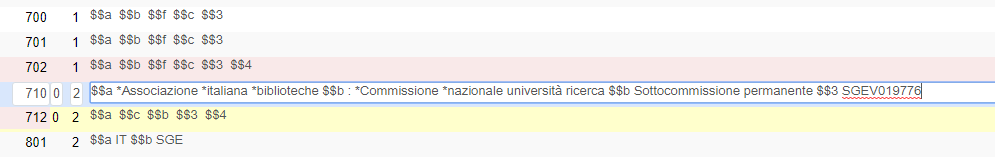 700 1 $$a $$b $$f $$c $$3
701 1 $$a $$b $$f $$c $$3
702 1 $$a $$b $$f $$c $$3 $$4
710 0 2 $$a *Associazione *italiana *biblioteche $$b : *Commissione *nazionale università ricerca $$b Sottocommissione permanente $$3 SGEV019776
712 0 2 $$a $$c $$b $$3 $$4
801 2 $$a IT $$b SGE